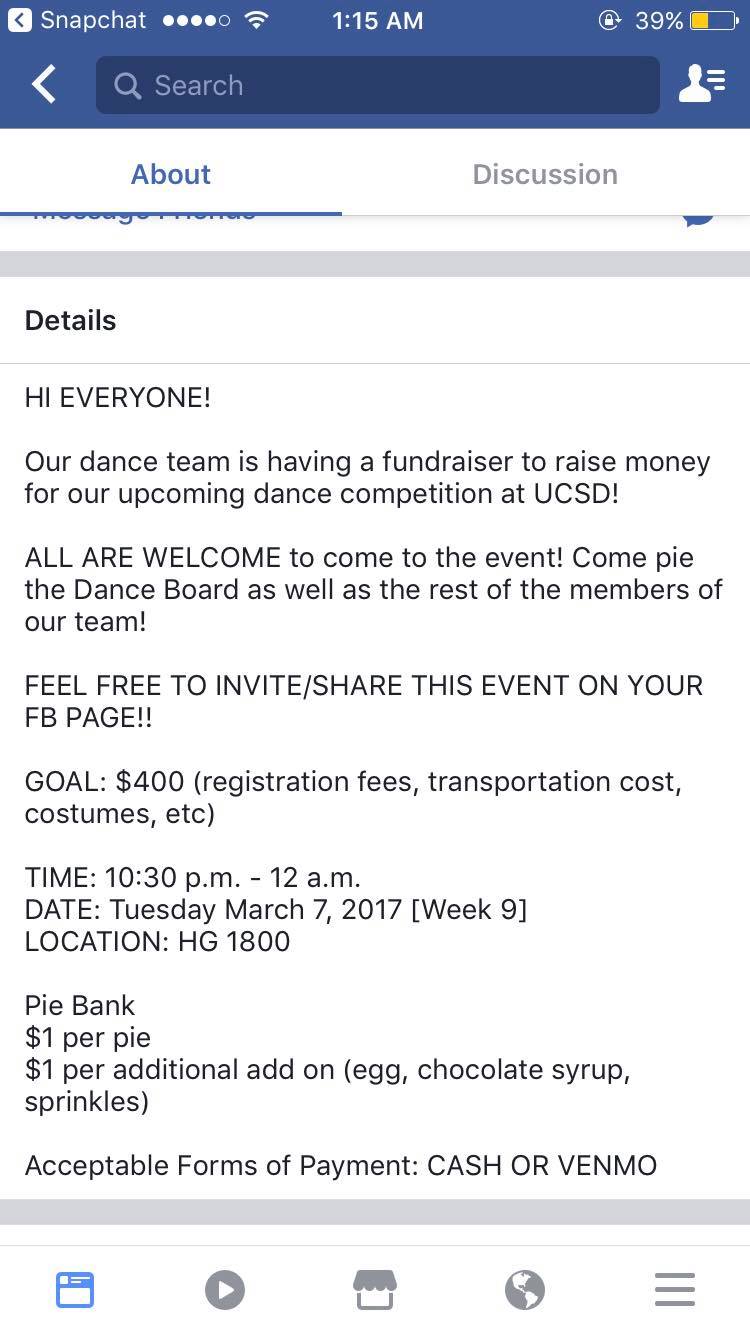 Snapchat 1:15 AM 39%
Search
About Discussion
Message Friends
Details
HI EVERYONE!
Our dance team is having a fundraiser to raise money
for our upcoming dance competition at UCSD!
ALL ARE WELCOME to come to the event! Come pie
the Dance Board as well as the rest of the members of
our team!
FEEL FREE TO INVITE/SHARE THIS EVENT ON YOUR
FB PAGE!!
GOAL: $400 (registration fees, transportation cost,
costumes, etc)
TIME: 10:30 p.m. - 12 a.m.
DATE: Tuesday March 7, 2017 [Week 9]
LOCATION: HG 1800
Pie Bank
$1 per pie
$1 per additional add on (egg, chocolate syrup,
sprinkles)
Acceptable Forms of Payment: CASH OR VENMO